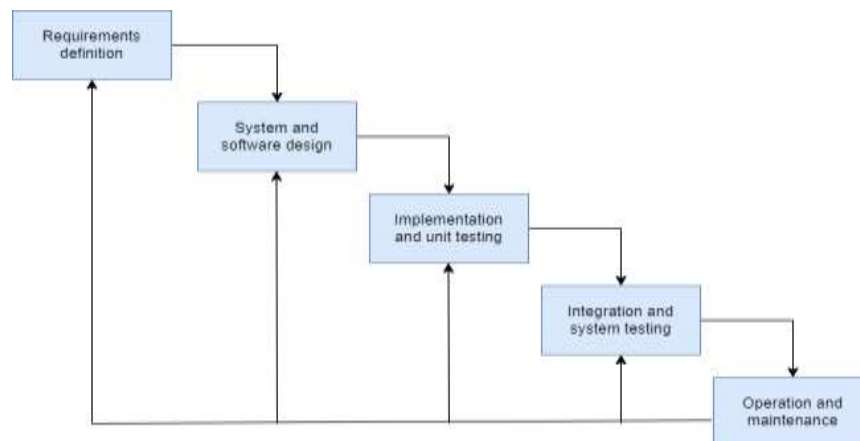 Requirements
definition
System and
software design
Implementation
and unit testing
Integration and
system testing
Operation and
maintenance